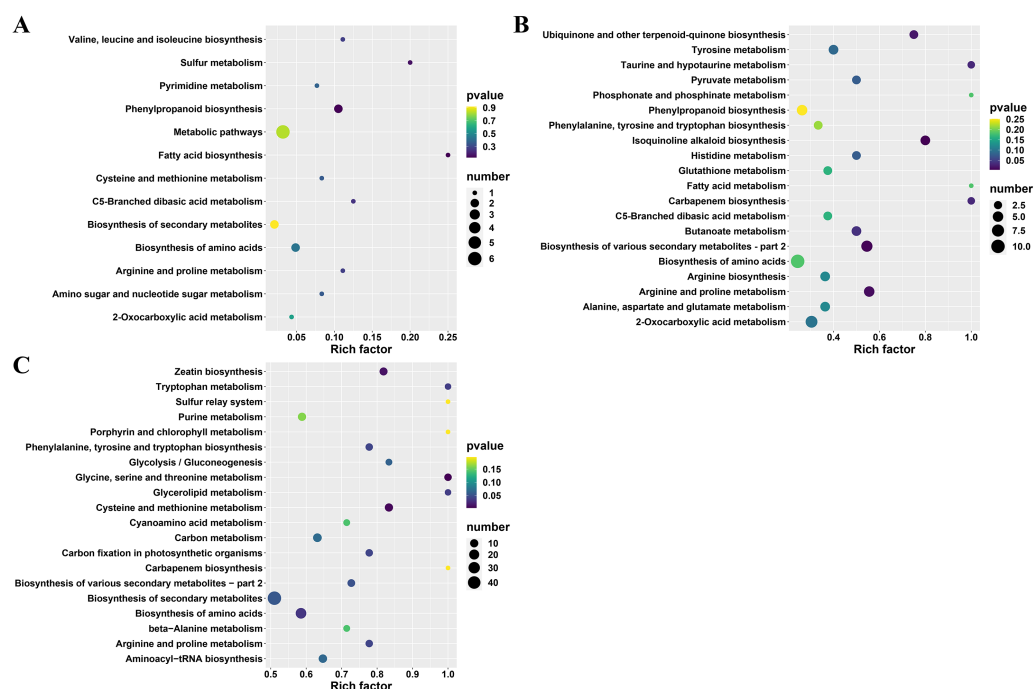 A
Valine, leucine and isoleucine biosynthesis
Sulfur metabolism
Pyrimidine metabolism
Phenylpropanoid biosynthesis
Metabolic pathways
Fatty acid biosynthesis
Cysteine and methionine metabolism
C5-Branched dibasic acid metabolism
Biosynthesis of secondary metabolites
Biosynthesis of amino acids
Arginine and proline metabolism
Amino sugar and nucleotide sugar metabolism
2-Oxocarboxylic acid metabolism
0.05 0.10 0.15 0.20 0.25
Rich factor
pvalue
0.9
0.7
0.5
0.3
number
1
2
3
4
5
6
B
Ubiquinone and other terpenoid-quinone biosynthesis
Tyrosine metabolism
Taurine and hypotaurine metabolism
Pyruvate metabolism
Phosphonate and phosphinate metabolism
Phenylpropanoid biosynthesis
Phenylalanine, tyrosine and tryptophan biosynthesis
Isoquinoline alkaloid biosynthesis
Histidine metabolism
Glutathione metabolism
Fatty acid metabolism
Carbapenem biosynthesis
C5-Branched dibasic acid metabolism
Butanoate metabolism
Biosynthesis of various secondary metabolites - part 2
Biosynthesis of amino acids
Arginine biosynthesis
Arginine and proline metabolism
Alanine, aspartate and glutamate metabolism
2-Oxocarboxylic acid metabolism
0.4 0.6 0.8 1.0
Rich factor
pvalue
0.25
0.20
0.15
0.10
0.05
number
2.5
5.0
7.5
10.0
C
Zeatin biosynthesis
Tryptophan metabolism
Sulfur relay system
Purine metabolism
Porphyrin and chlorophyll metabolism
Phenylalanine, tyrosine and tryptophan biosynthesis
Glycolysis / Gluconeogenesis
Glycine, serine and threonine metabolism
Glycerolipid metabolism
Cysteine and methionine metabolism
Cyanoamino acid metabolism
Carbon metabolism
Carbon fixation in photosynthetic organisms
Carbapenem biosynthesis
Biosynthesis of various secondary metabolites − part 2
Biosynthesis of secondary metabolites
Biosynthesis of amino acids
beta−Alanine metabolism
Arginine and proline metabolism
Aminoacyl−tRNA biosynthesis
0.5 0.6 0.7 0.8 0.9 1.0
Rich factor
pvalue
0.15
0.10
0.05
number
10
20
30
40